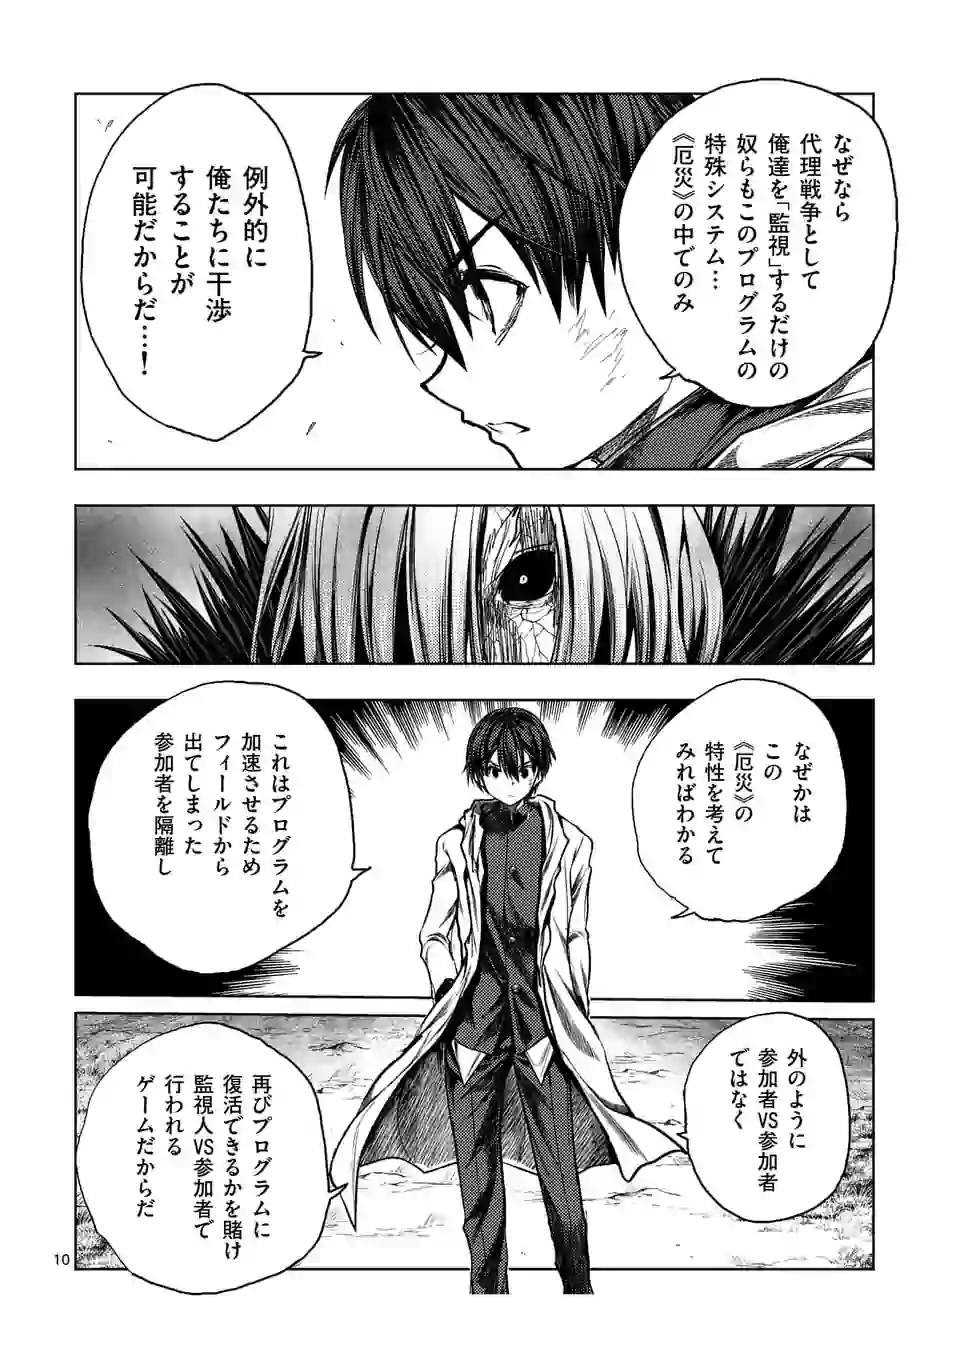 なぜなら
代理戦争として
俺達を「監視」するだけの
奴らもこのプログラムの
特殊システム…
《厄災》の中でのみ
例外的に
俺たちに干渉
することが
可能だからだ…！
なぜかは
この
《厄災》の
特性を考えて
みればわかる
これはプログラムを
加速させるため
フィールドから
出てしまった
参加者を隔離し
外のように
参加者VS参加者
ではなく
再びプログラムに
復活できるかを賭け
監視人VS参加者で
行われる
ゲームだからだ
10